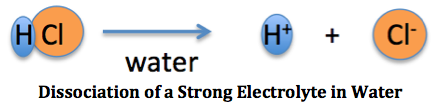 H Cl H⁺ + Cl⁻
water
Dissociation of a Strong Electrolyte in Water